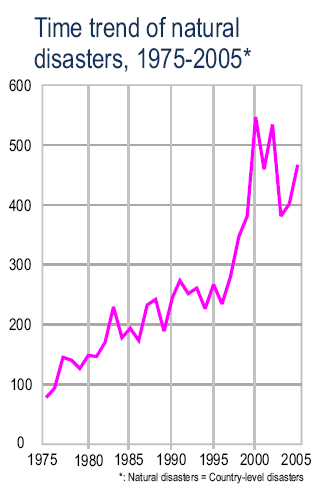 Time trend of natural
disasters, 1975-2005*
600
500
400
300
200
100
0
1975 1980 1985 1990 1995 2000 2005
*: Natural disasters = Country-level disasters